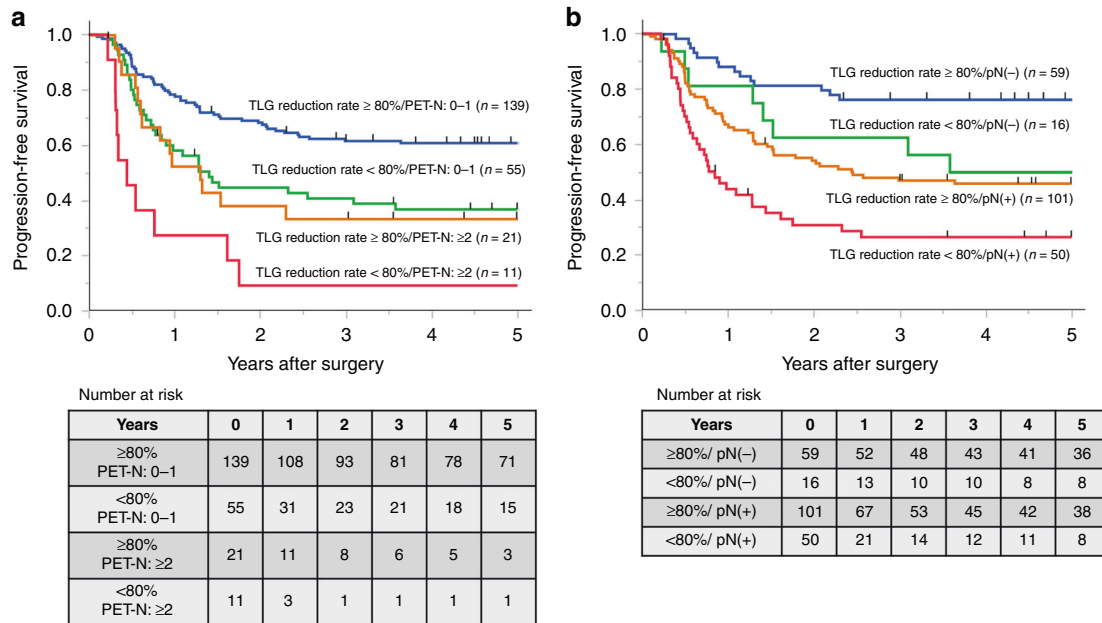 a
Progression-free survival
1.0
0.8
0.6
0.4
0.2
0.0
TLG reduction rate ≥ 80%/PET-N: 0–1 (n = 139)
TLG reduction rate < 80%/PET-N: 0–1 (n = 55)
TLG reduction rate ≥ 80%/PET-N: ≥2 (n = 21)
TLG reduction rate < 80%/PET-N: ≥2 (n = 11)
0 1 2 3 4 5
Years after surgery
Number at risk
Years 0 1 2 3 4 5
≥80%
PET-N: 0–1 139 108 93 81 78 71
<80%
PET-N: 0–1 55 31 23 21 18 15
≥80%
PET-N: ≥2 21 11 8 6 5 3
<80%
PET-N: ≥2 11 3 1 1 1 1
b
Progression-free survival
1.0
0.8
0.6
0.4
0.2
0.0
TLG reduction rate ≥ 80%/pN(–) (n = 59)
TLG reduction rate < 80%/pN(–) (n = 16)
TLG reduction rate ≥ 80%/pN(+) (n = 101)
TLG reduction rate < 80%/pN(+) (n = 50)
0 1 2 3 4 5
Years after surgery
Number at risk
Years 0 1 2 3 4 5
≥80%/ pN(–) 59 52 48 43 41 36
<80%/ pN(–) 16 13 10 10 8 8
≥80%/ pN(+) 101 67 53 45 42 38
<80%/ pN(+) 50 21 14 12 11 8